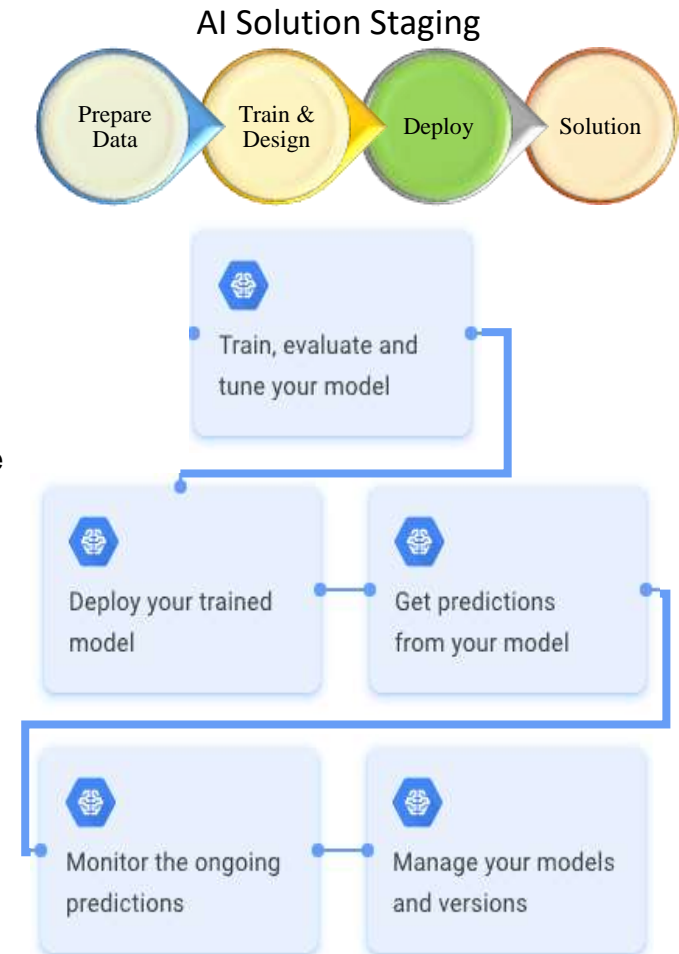 AI Solution Staging
Prepare
Data
Train &
Design
Deploy
Solution
Train, evaluate and
tune your model
e
Deploy your trained
model
Get predictions
from your model
Monitor the ongoing
predictions
Manage your models
and versions